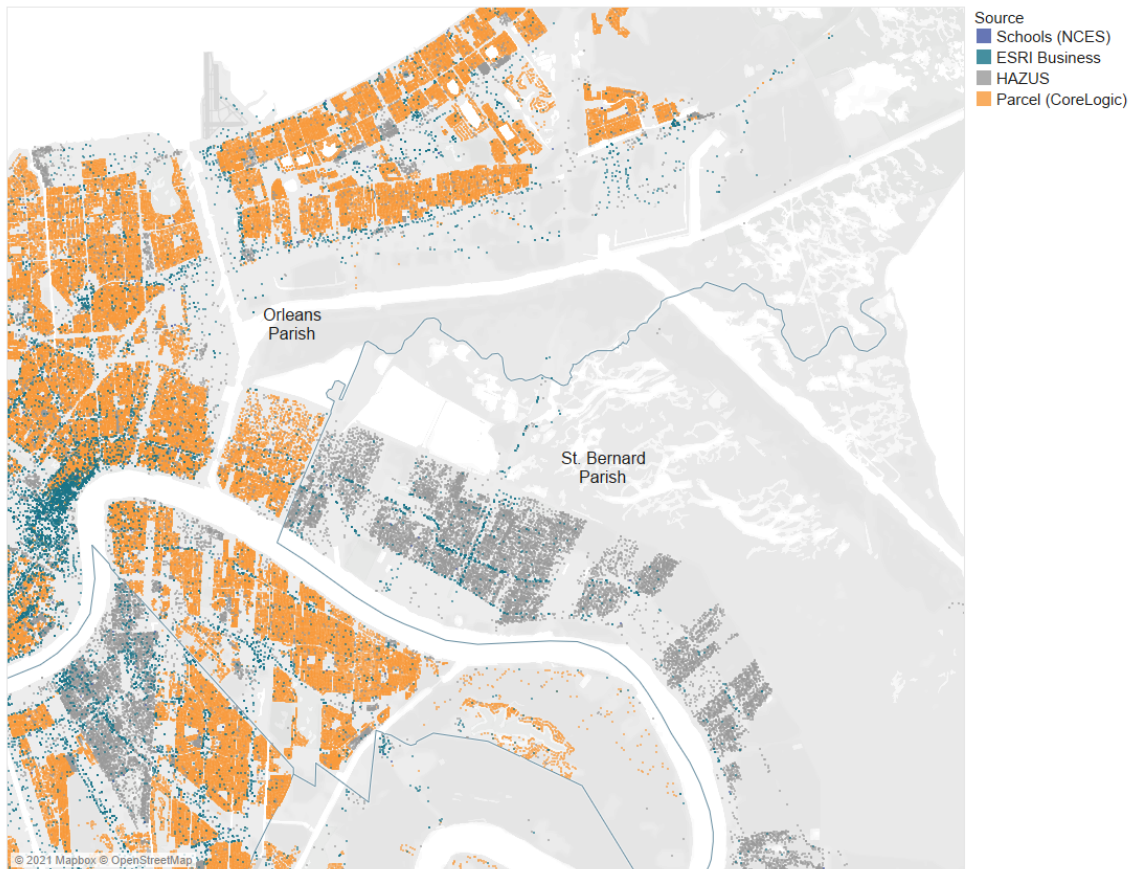 Source
Schools (NCES)
ESRI Business
HAZUS
Parcel (CoreLogic)
Orleans
Parish
St. Bernard
Parish
© 2021 Mapbox © OpenStreetMap